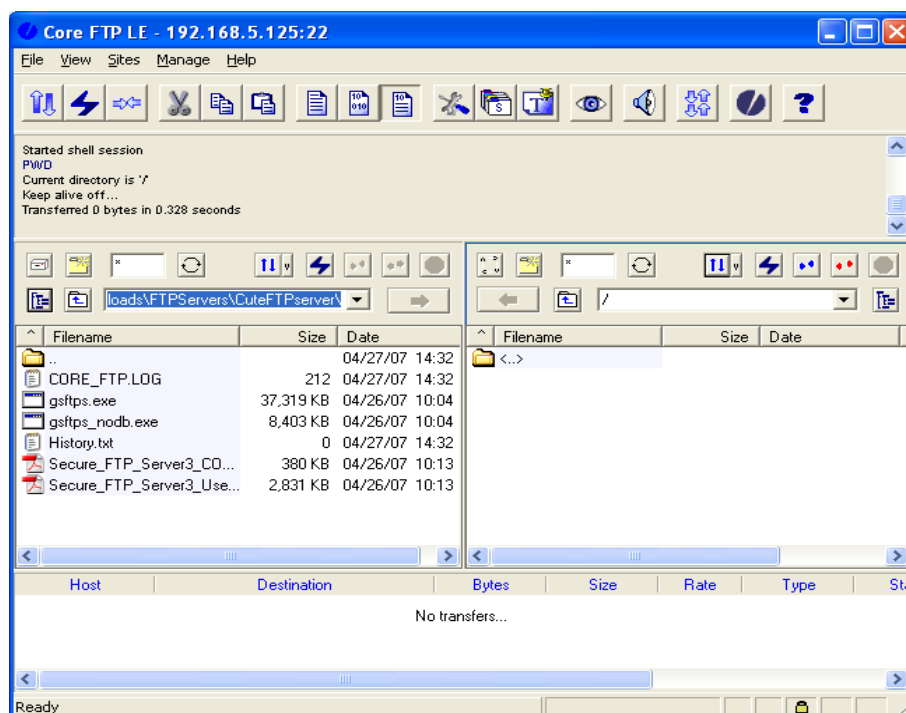 Core FTP LE - 192.168.5.125:22
File View Sites Manage Help
Started shell session
PWD
Current directory is '/'
Keep alive off...
Transferred 0 bytes in 0.328 seconds
*
*
loads\FTPServers\CuteFTPserver\
/
^ Filename Size Date
.. 04/27/07 14:32
CORE_FTP.LOG 212 04/27/07 14:32
gsftps.exe 37,319 KB 04/26/07 10:04
gsftps_nodb.exe 8,403 KB 04/26/07 10:04
History.txt 0 04/27/07 14:32
Secure_FTP_Server3_CO... 380 KB 04/26/07 10:13
Secure_FTP_Server3_Use... 2,831 KB 04/26/07 10:13
^ Filename Size Date
<..>
Host Destination Bytes Size Rate Type Sta
No transfers...
Ready